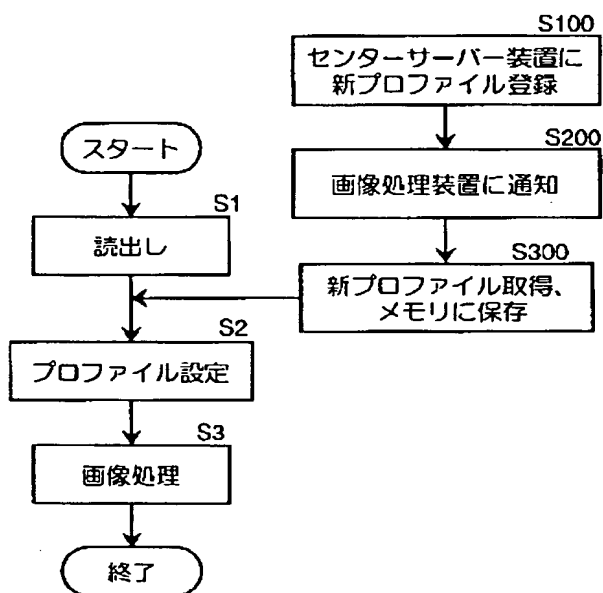 S100
センターサーバー装置に
新プロファイル登録
S200
画像処理装置に通知
S300
新プロファイル取得、
メモリに保存
スタート
S1
読出し
S2
プロファイル設定
S3
画像処理
終了